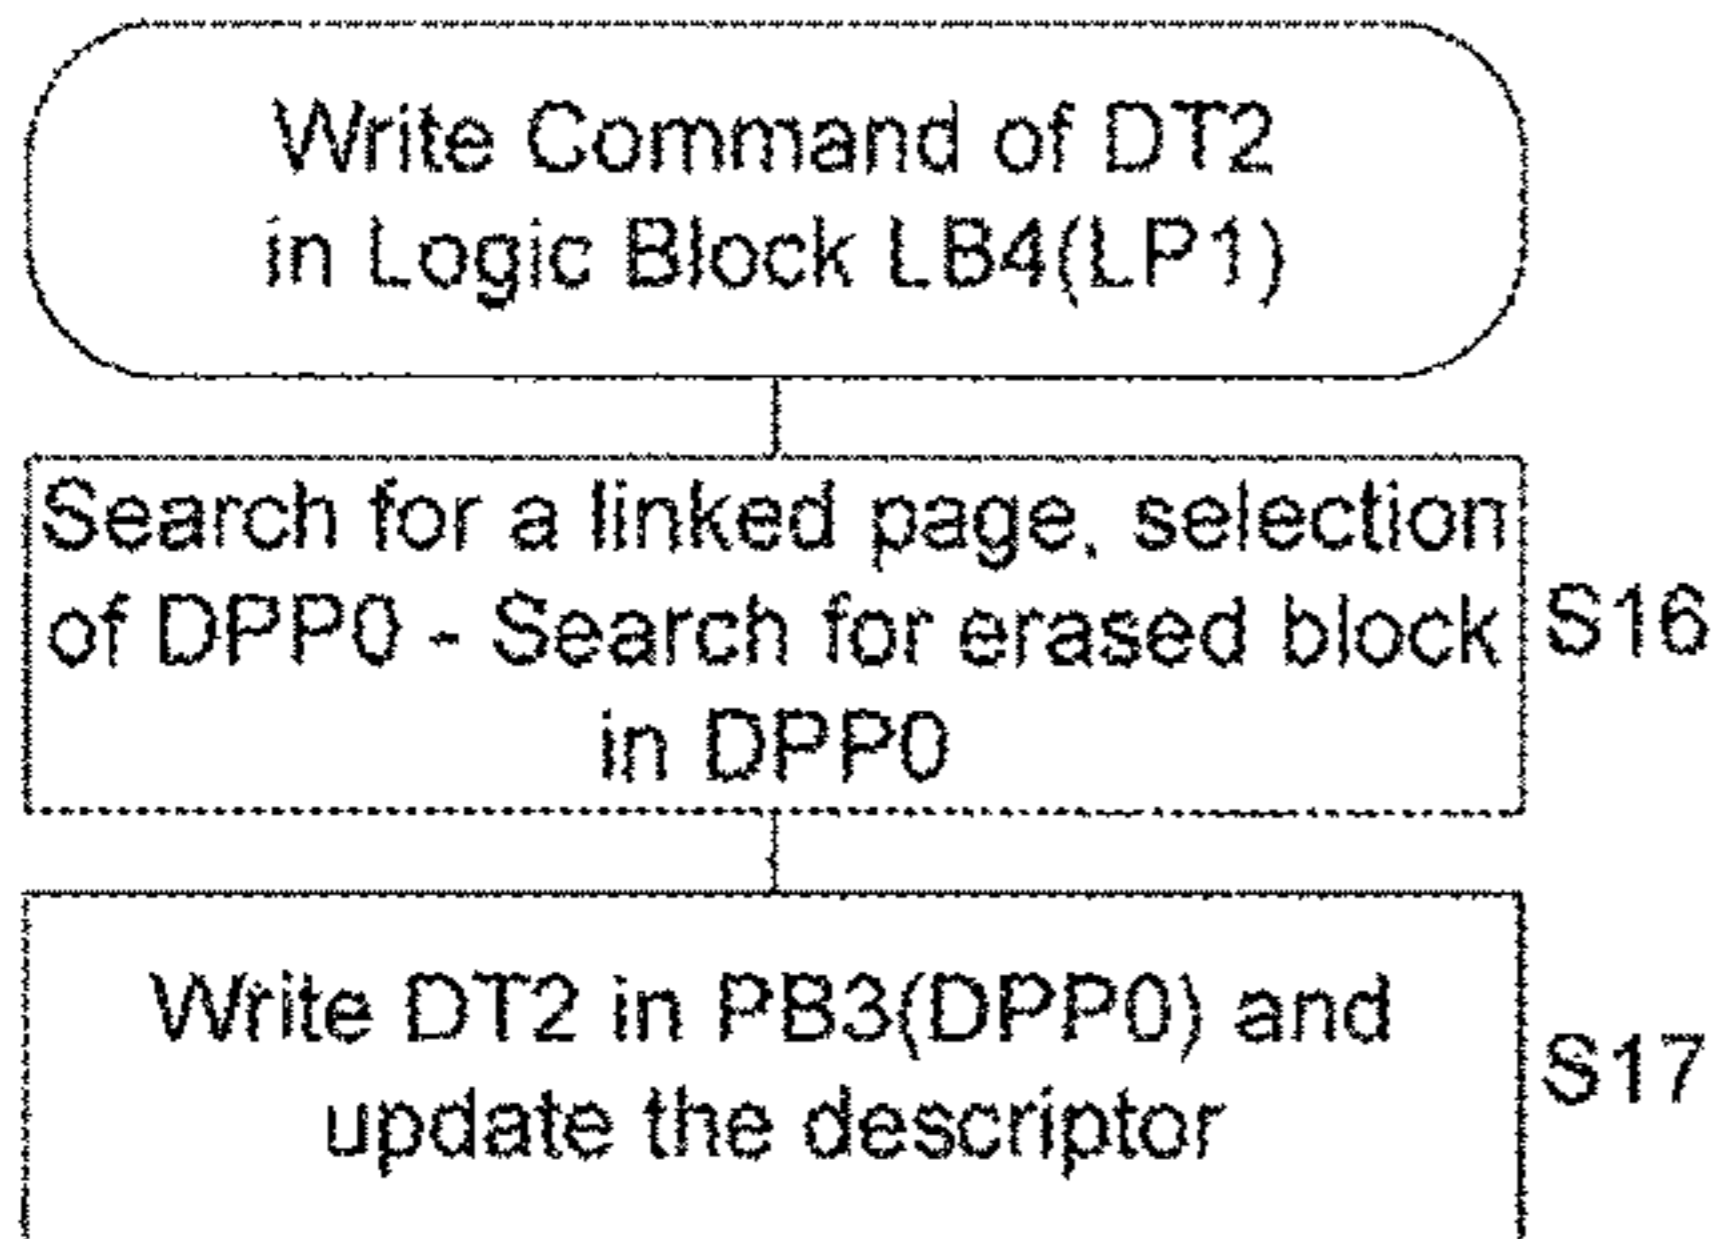 Write Command of DT2
in Logic Block LB4(LP1)
Search for a linked page, selection
of DPP0 - Search for erased block
in DPP0
S16
Write DT2 in PB3(DPP0) and
update the descriptor
S17